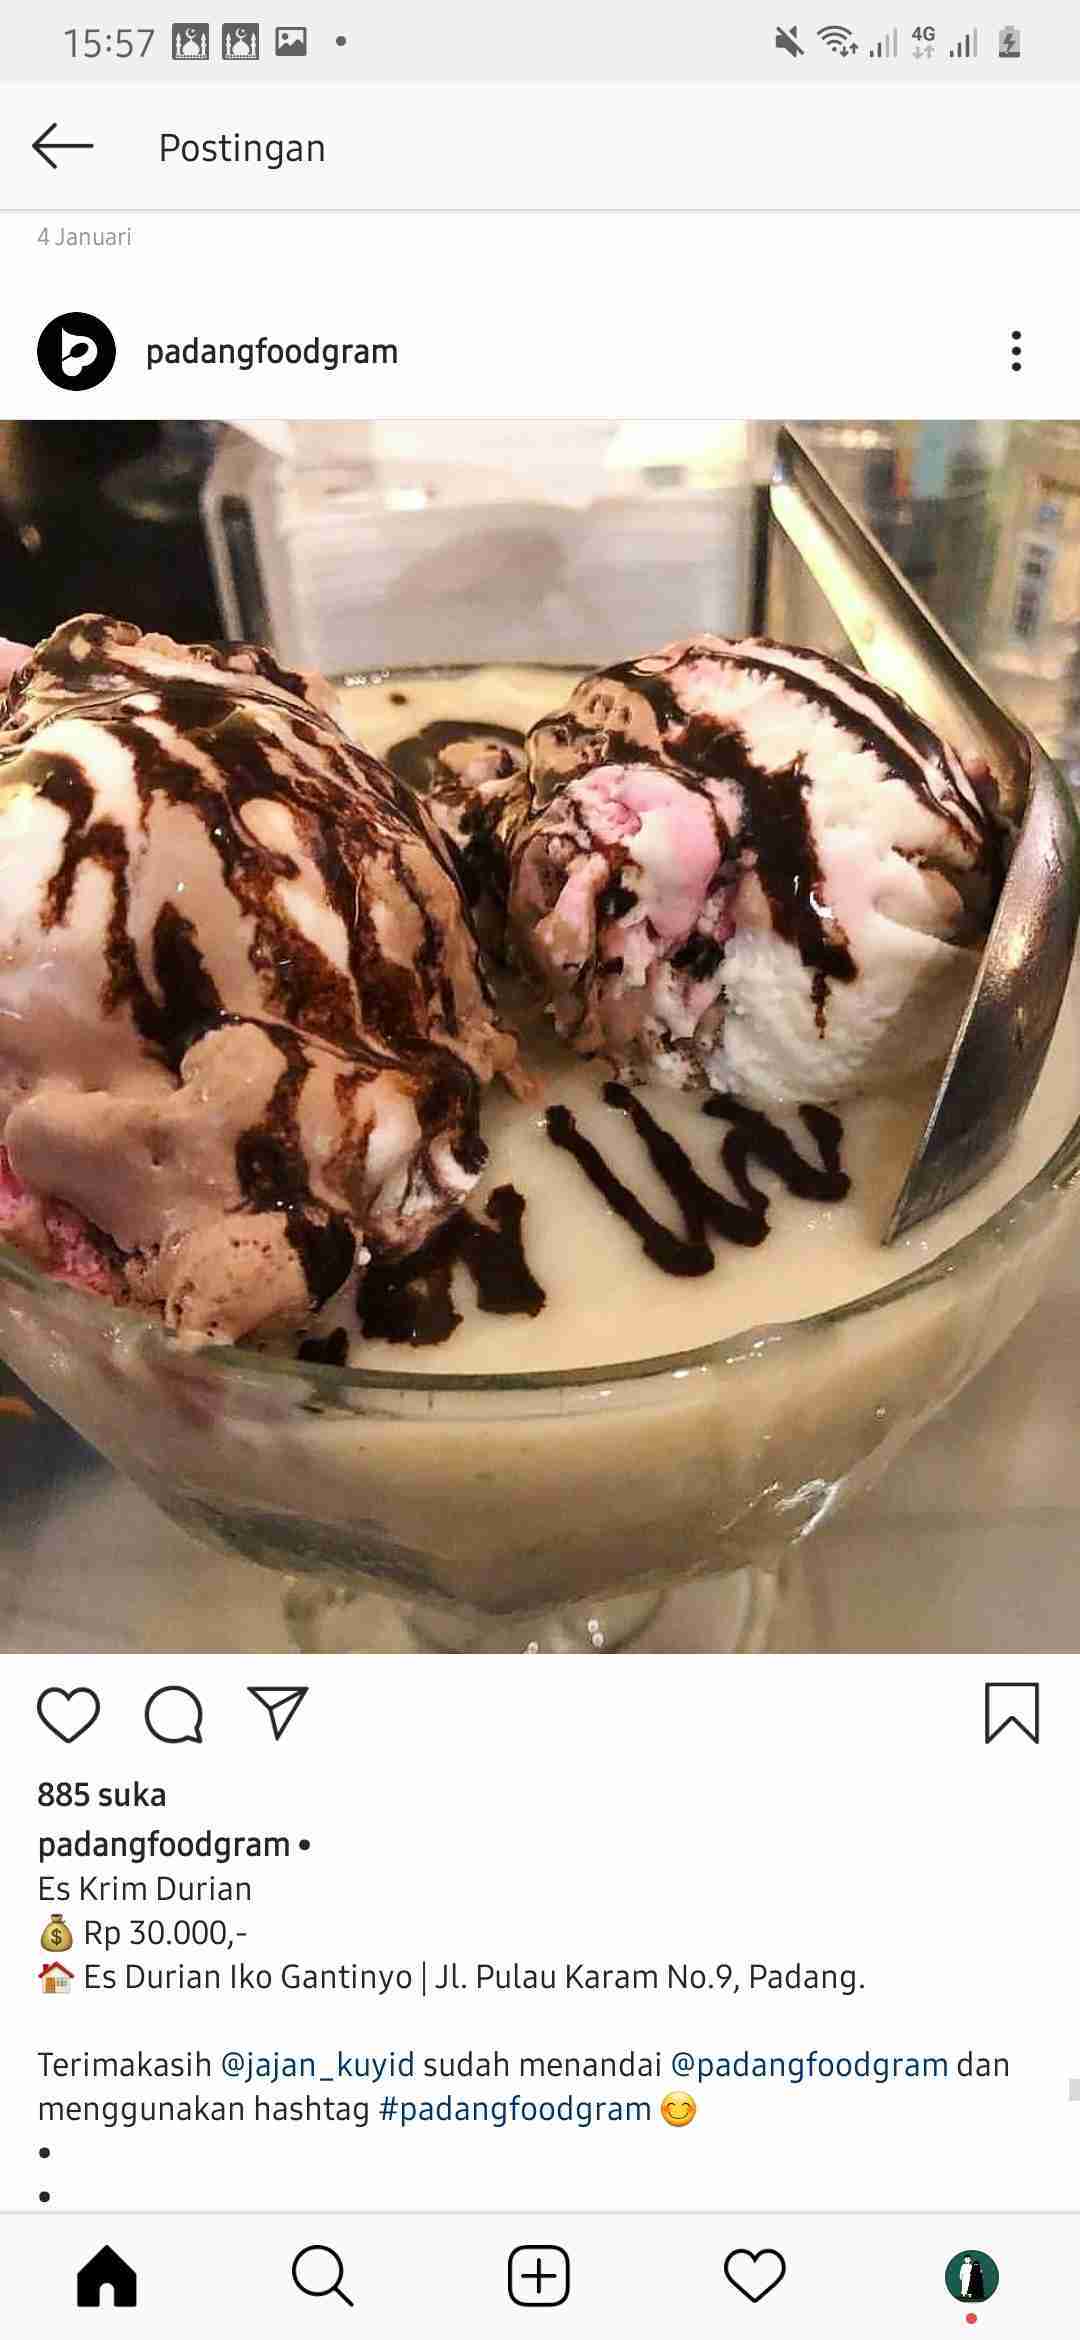 15:57
4G
Postingan
4 Januari
padangfoodgram
885 suka
padangfoodgram •
Es Krim Durian
💰 Rp 30.000,-
🏠 Es Durian Iko Gantinyo | Jl. Pulau Karam No.9, Padang.
Terimakasih @jajan_kuyid sudah menandai @padangfoodgram dan
menggunakan hashtag #padangfoodgram 😊
•
•